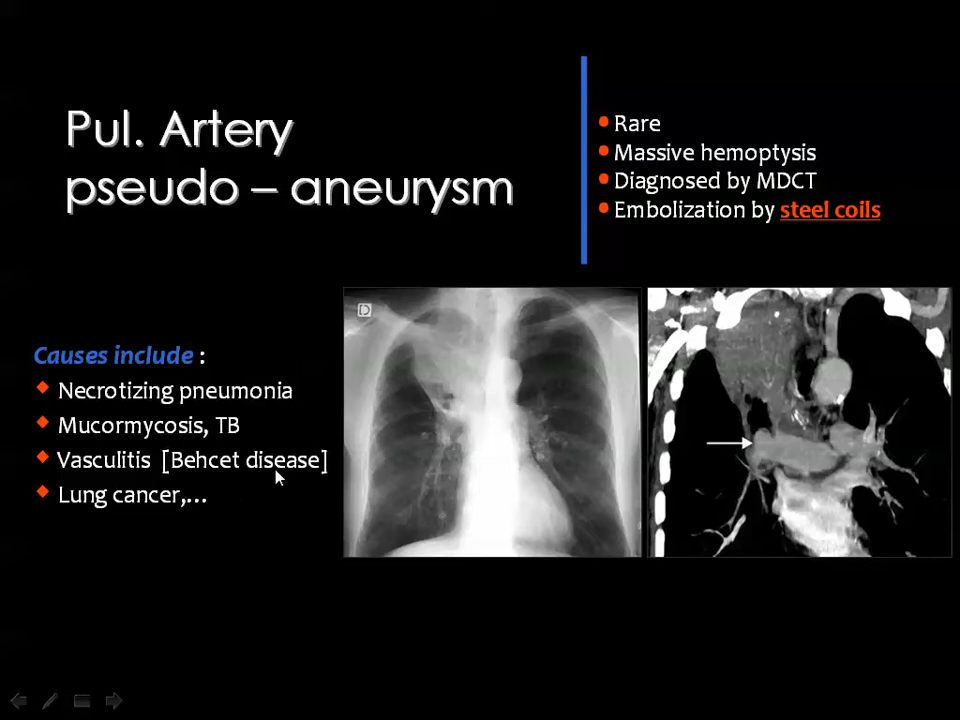 Pul. Artery
pseudo – aneurysm
Rare
Massive hemoptysis
Diagnosed by MDCT
Embolization by steel coils
Causes include :
Necrotizing pneumonia
Mucormycosis, TB
Vasculitis [Behcet disease]
Lung cancer,...
D